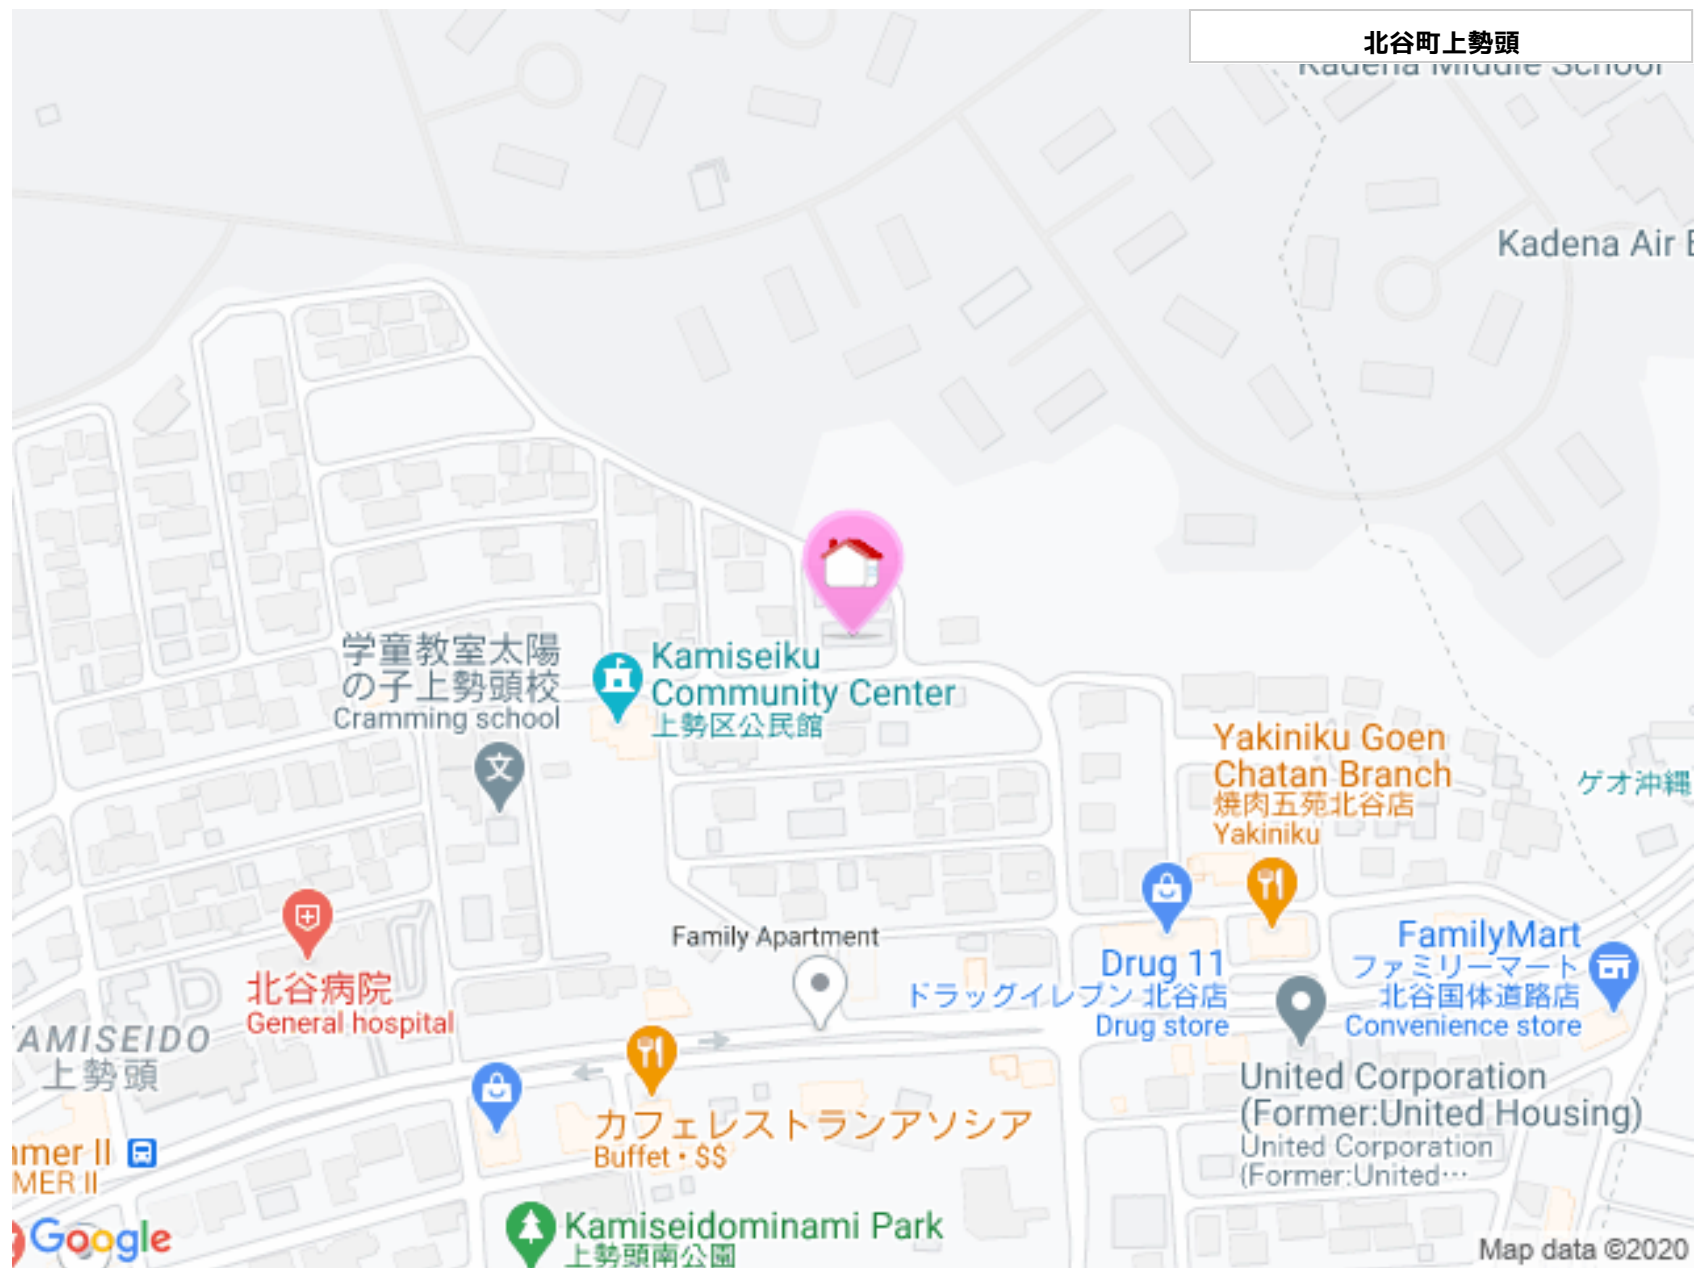 北谷町上勢頭
Kadena Middle School
Kadena Air
学童教室太陽
の子上勢頭校
Cramming school
文
Kamiseiku
Community Center
上勢区公民館
Yakiniku Goen
Chatan Branch
焼肉五苑北谷店
Yakiniku
ゲオ沖縄
Family Apartment
北谷病院
General hospital
AMISEIDO
上勢頭
Drug 11
ドラッグイレブン 北谷店
Drug store
FamilyMart
ファミリーマート
北谷国体道路店
Convenience store
United Corporation
(Former:United Housing)
United Corporation
(Former:United…
カフェレストランアソシア
Buffet • $$
mer II
MER II
Kamiseidominami Park
上勢頭南公園
Google
Map data ©2020